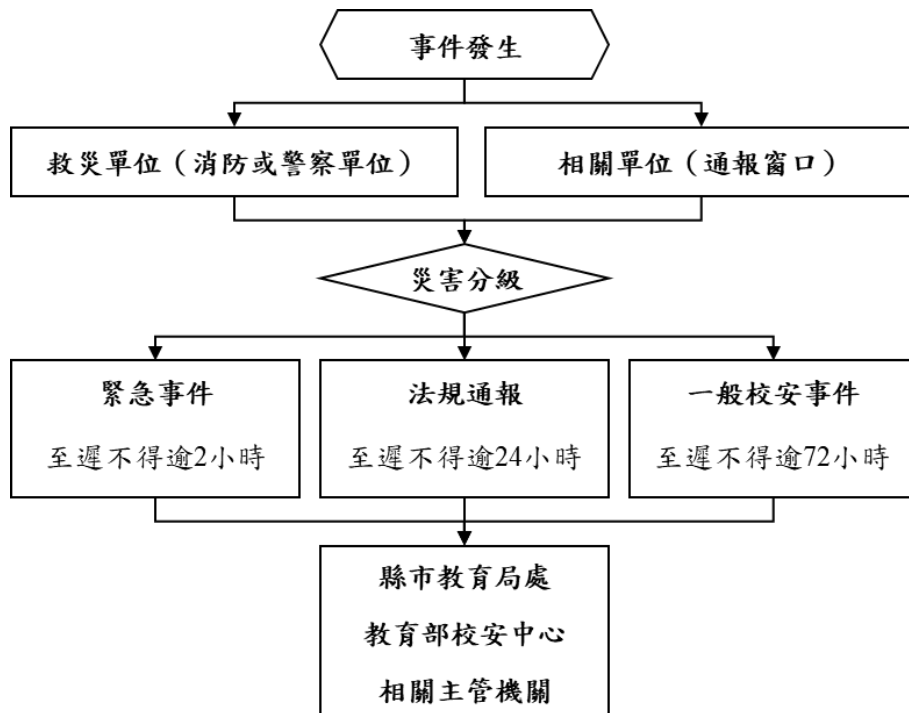 事件發生
救災單位（消防或警察單位）
相關單位（通報窗口）
災害分級
緊急事件
至遲不得逾2小時
法規通報
至遲不得逾24小時
一般校安事件
至遲不得逾72小時
縣市教育局處
教育部校安中心
相關主管機關